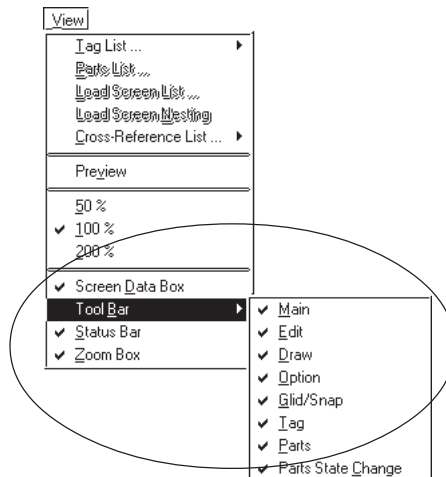 View
Tag List ...
Parts List ...
Load Screen List ...
Load Screen Nesting
Cross-Reference List ...
Preview
50 %
100 %
200 %
Screen Data Box
Tool Bar
Status Bar
Zoom Box
Main
Edit
Draw
Option
Glid/Snap
Tag
Parts
Parts State Change